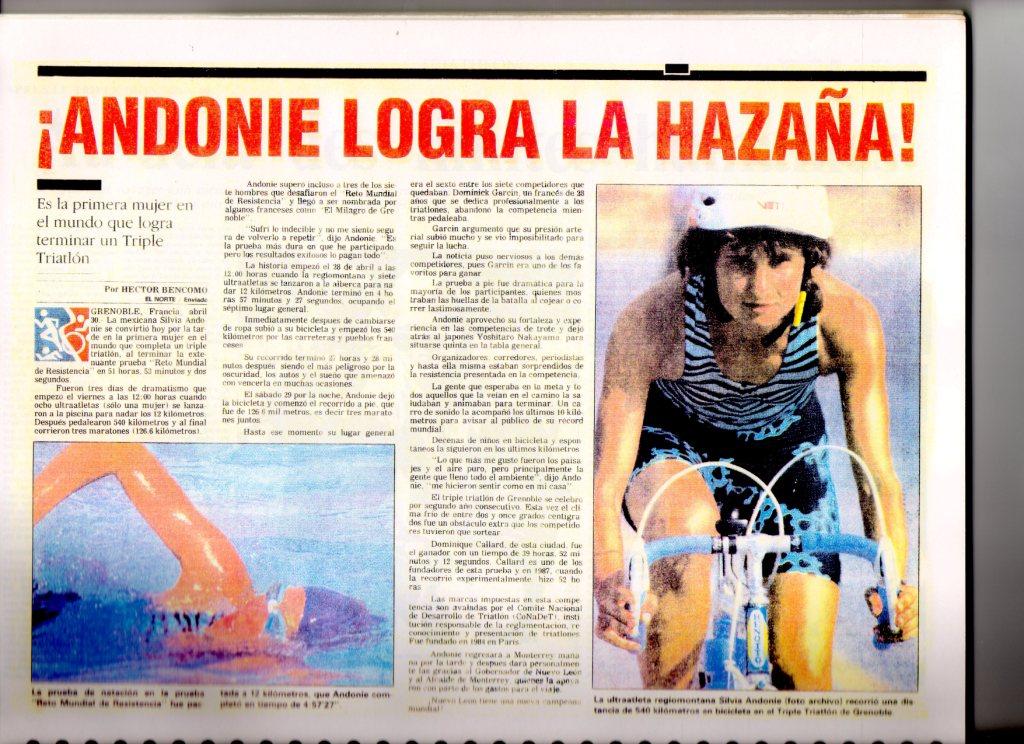 ¡ANDONIE LOGRA LA HAZAÑA!
Es la primera mujer en
el mundo que logra
terminar un Triple
Triatlón
Por HECTOR BENCOMO
EL NORTE / Enviado
GRENOBLE, Francia abril
30.- La mexicana Silvia Ando-
nie se convirtió hoy por la tar-
de en la primera mujer en el
mundo que completa un triple
triatlón, al terminar la exte-
nuante prueba "Reto Mundial
de Resistencia" en 51 horas, 53 minutos y dos
segundos.
Fueron tres días de dramatismo que
empezó el viernes a las 12:00 horas cuando
ocho ultraatletas (sólo una mujer) se lanza-
ron a la piscina para nadar los 12 kilómetros.
Después pedalearon 540 kilómetros y al final
corrieron tres maratones (126.6 kilómetros).
Andonie superó incluso a tres de los sie-
te hombres que desafiaron el "Reto Mundial
de Resistencia" y llegó a ser nombrada por
algunos franceses como "El Milagro de Gre-
noble".
"Sufrí lo indecible y no me siento segu-
ra de volverlo a repetir", dijo Andonie. "Es
la prueba más dura en que he participado,
pero los resultados exitosos lo pagan todo".
La historia empezó el 28 de abril a las
12:00 horas cuando la regiomontana y siete
ultraatletas se lanzaron a la alberca para na-
dar 12 kilómetros. Andonie terminó en 4 ho-
ras 57 minutos y 27 segundos, ocupando el
séptimo lugar general.
Inmediatamente después de cambiarse
de ropa subió a su bicicleta y empezó los 540
kilómetros por las carreteras y pueblos fran-
ceses.
Su recorrido terminó 27 horas y 28 mi-
nutos después siendo el más peligroso por la
oscuridad, los autos y el sueño que amenazó
con vencerla en muchas ocasiones.
El sábado 29 por la noche, Andonie dejó
la bicicleta y comenzó el recorrido a pie, que
fue de 126.6 mil metros, es decir tres marato-
nes juntos.
Hasta ese momento su lugar general
era el sexto entre los siete competidores que
quedaban. Dominick Garcin, un francés de 38
años que se dedica profesionalmente a los
triatlones, abandonó la competencia mien-
tras pedaleaba.
Garcin argumentó que su presión arte-
rial subió mucho y se vio imposibilitado para
seguir la lucha.
La noticia puso nerviosos a los demás
competidores, pues Garcin era uno de los fa-
voritos para ganar.
La prueba a pie fue dramática para la
mayoría de los participantes, quienes mos-
traban las huellas de la batalla al cojear o co-
rrer lastimosamente.
Andonie aprovechó su fortaleza y expe-
riencia en las competencias de trote y dejó
atrás al japonés Yoshitaro Nakayama, para
situarse quinta en la tabla general.
Organizadores, corredores, periodistas
y hasta ella misma estaban sorprendidos de
la resistencia presentada en la competencia.
La gente que esperaba en la meta y to-
dos aquellos que la veían en el camino la sa-
ludaban y animaban para terminar. Un ca-
rro de sonido la acompañó los últimos 10 kiló-
metros para avisar al público de su récord
mundial.
Decenas de niños en bicicleta y espon-
táneos la siguieron en los últimos kilómetros.
"Lo que más me gustó fueron los paisa-
jes y el aire puro, pero principalmente la
gente que llenó todo el ambiente", dijo Ando-
nie, "me hicieron sentir como en mi casa".
El triple triatlón de Grenoble se celebró
por segundo año consecutivo. Esta vez el cli-
ma frío de entre dos y once grados centígra-
dos fue un obstáculo extra que los competido-
res tuvieron que sortear.
Dominique Callard, de esta ciudad, fue
el ganador con un tiempo de 39 horas, 52 mi-
nutos y 12 segundos. Callard es uno de los
fundadores de esta prueba y en 1987, cuando
la recorrió experimentalmente, hizo 52 ho-
ras.
Las marcas impuestas en esta compe-
tencia son avaladas por el Comité Nacional
de Desarrollo de Triatlón (CoNaDeT), insti-
tución responsable de la reglamentación, re-
conocimiento y presentación de triatlones.
Fue fundado en 1984 en París.
Andonie regresará a Monterrey maña-
na por la tarde y después dará personalmen-
te las gracias al Gobernador de Nuevo León
y al Alcalde de Monterrey, quienes la apoya-
ron con parte de los gastos para el viaje.
¡Nuevo León tiene una nueva campeona
mundial!
La prueba de natación en la prueba
"Reto Mundial de Resistencia" fue pac-
tada a 12 kilómetros, que Andonie com-
pletó en tiempo de 4:57'27".
La ultraatleta regiomontana Silvia Andonie (foto archivo) recorrió una dis-
tancia de 540 kilómetros en bicicleta en el Triple Triatlón de Grenoble.